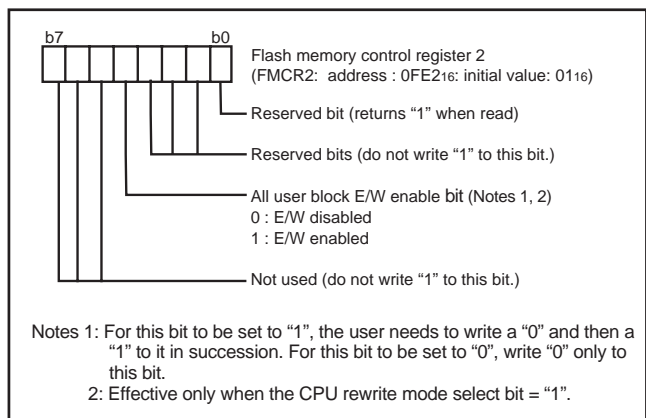 b7 b0
Flash memory control register 2
(FMCR2: address : 0FE216: initial value: 0116)
Reserved bit (returns “1” when read)
Reserved bits (do not write “1” to this bit.)
All user block E/W enable bit (Notes 1, 2)
0 : E/W disabled
1 : E/W enabled
Not used (do not write “1” to this bit.)
Notes 1: For this bit to be set to “1”, the user needs to write a “0” and then a
“1” to it in succession. For this bit to be set to “0”, write “0” only to
this bit.
2: Effective only when the CPU rewrite mode select bit = “1”.